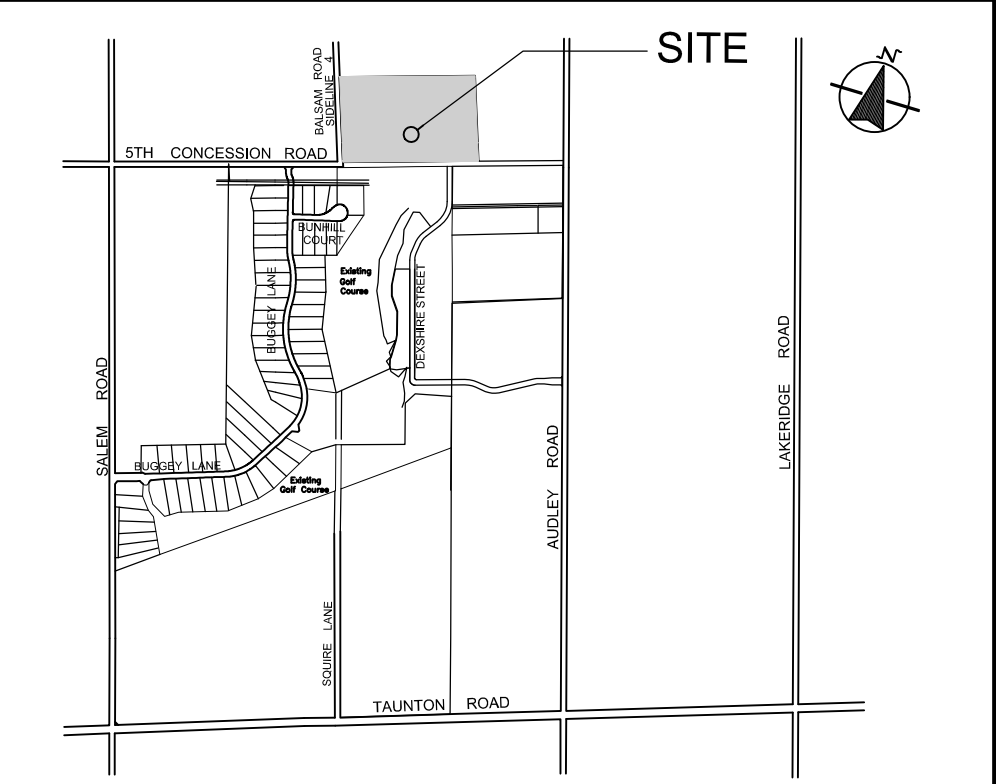 SITE
N
BALSAM ROAD
SIDELINE 4
5TH CONCESSION ROAD
BUNHILL
COURT
Existing
Golf
Course
BUGGEY LANE
DEXSHIRE STREET
SALEM ROAD
LAKERIDGE ROAD
AUDLEY ROAD
BUGGEY LANE
Existing
Golf Course
SQUIRE LANE
TAUNTON ROAD